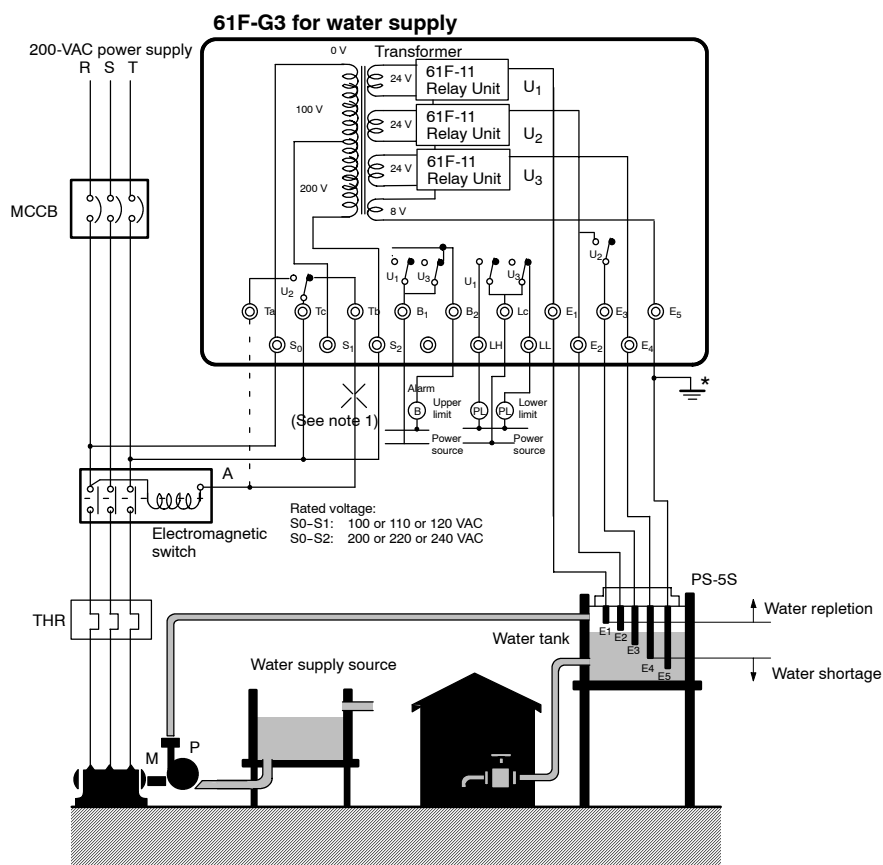 61F-G3 for water supply
200-VAC power supply
R S T
0 V
Transformer
24 V
61F-11
Relay Unit
U1
100 V
24 V
61F-11
Relay Unit
U2
24 V
61F-11
Relay Unit
U3
200 V
8 V
MCCB
U2
U1
U3
U1
U3
U2
Ta
Tc
Tb
B1
B2
Lc
E1
E3
E5
S0
S1
S2
LH
LL
E2
E4
*
(See note 1)
Alarm
B
Upper
limit
PL
PL
Lower
limit
Power
source
Power
source
A
Electromagnetic
switch
Rated voltage:
S0-S1: 100 or 110 or 120 VAC
S0-S2: 200 or 220 or 240 VAC
PS-5S
THR
Water tank
E1
E2
E3
E4
E5
Water repletion
Water shortage
Water supply source
M
P